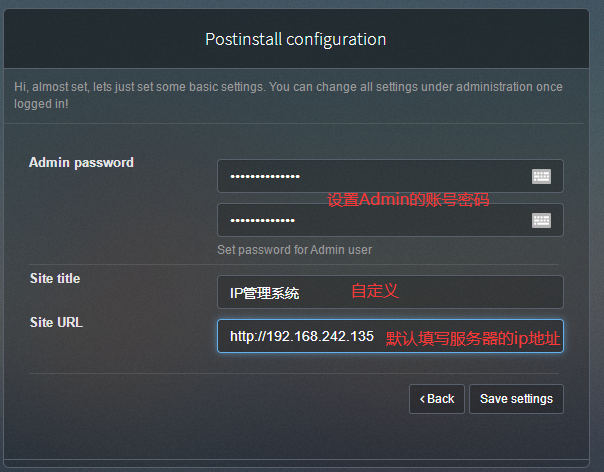 Postinstall configuration
Hi, almost set, lets just set some basic settings. You can change all settings under administration once
logged in!
Admin password
••••••••••••••
设置Admin的账号密码
•••••••••••••
Set password for Admin user
Site title
IP管理系统 自定义
Site URL
http://192.168.242.135 默认填写服务器的ip地址
‹ Back Save settings